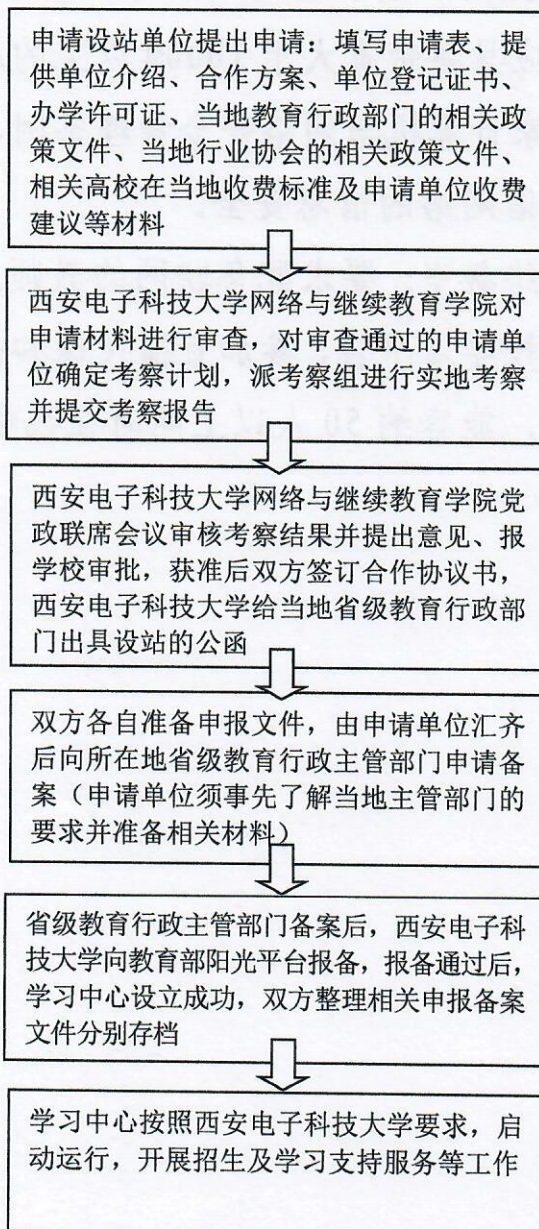 申请设站单位提出申请：填写申请表、提
供单位介绍、合作方案、单位登记证书、
办学许可证、当地教育行政部门的相关政
策文件、当地行业协会的相关政策文件、
相关高校在当地收费标准及申请单位收费
建议等材料
西安电子科技大学网络与继续教育学院对
申请材料进行审查，对审查通过的申请单
位确定考察计划，派考察组进行实地考察
并提交考察报告
西安电子科技大学网络与继续教育学院党
政联席会议审核考察结果并提出意见、报
学校审批，获准后双方签订合作协议书，
西安电子科技大学给当地省级教育行政部
门出具设站的公函
双方各自准备申报文件，由申请单位汇齐
后向所在地省级教育行政主管部门申请备
案（申请单位须事先了解当地主管部门的
要求并准备相关材料）
省级教育行政主管部门备案后，西安电子科
技大学向教育部阳光平台报备，报备通过后，
学习中心设立成功，双方整理相关申报备案
文件分别存档
学习中心按照西安电子科技大学要求，启
动运行，开展招生及学习支持服务等工作